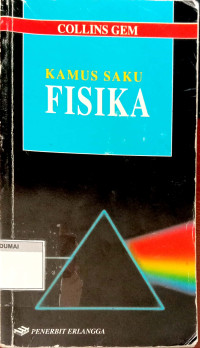 COLLINS GEM
KAMUS SAKU
FISIKA
DUMAI
PENERBIT ERLANGGA